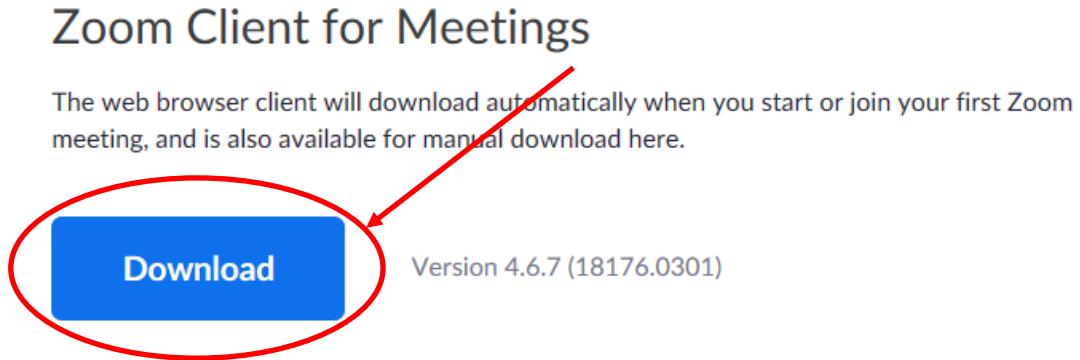 Zoom Client for Meetings
The web browser client will download automatically when you start or join your first Zoom
meeting, and is also available for manual download here.
Download
Version 4.6.7 (18176.0301)